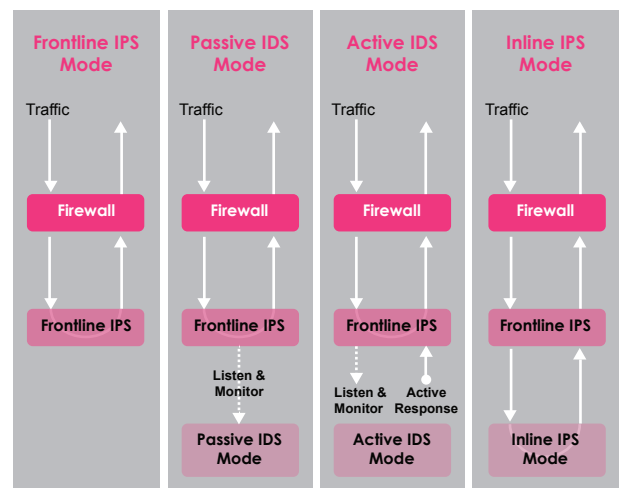 Frontline IPS
Mode
Traffic
Firewall
Frontline IPS
Passive IDS
Mode
Traffic
Firewall
Frontline IPS
Listen &
Monitor
Passive IDS
Mode
Active IDS
Mode
Traffic
Firewall
Frontline IPS
Listen &
Monitor
Active
Response
Active IDS
Mode
Inline IPS
Mode
Traffic
Firewall
Frontline IPS
Inline IPS
Mode